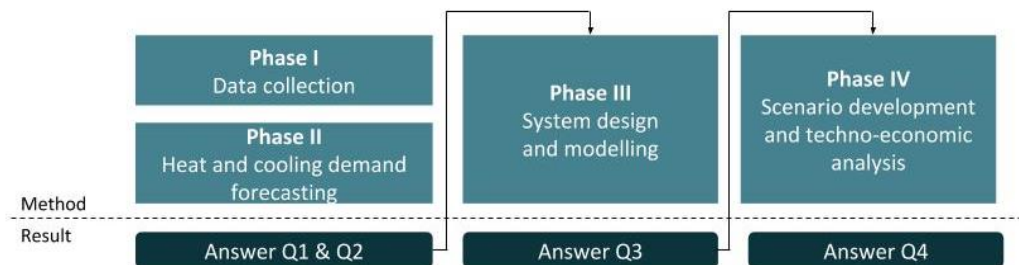 Phase I
Data collection
Phase II
Heat and cooling demand
forecasting
Phase III
System design
and modelling
Phase IV
Scenario development
and techno-economic
analysis
Method
Result
Answer Q1 & Q2
Answer Q3
Answer Q4